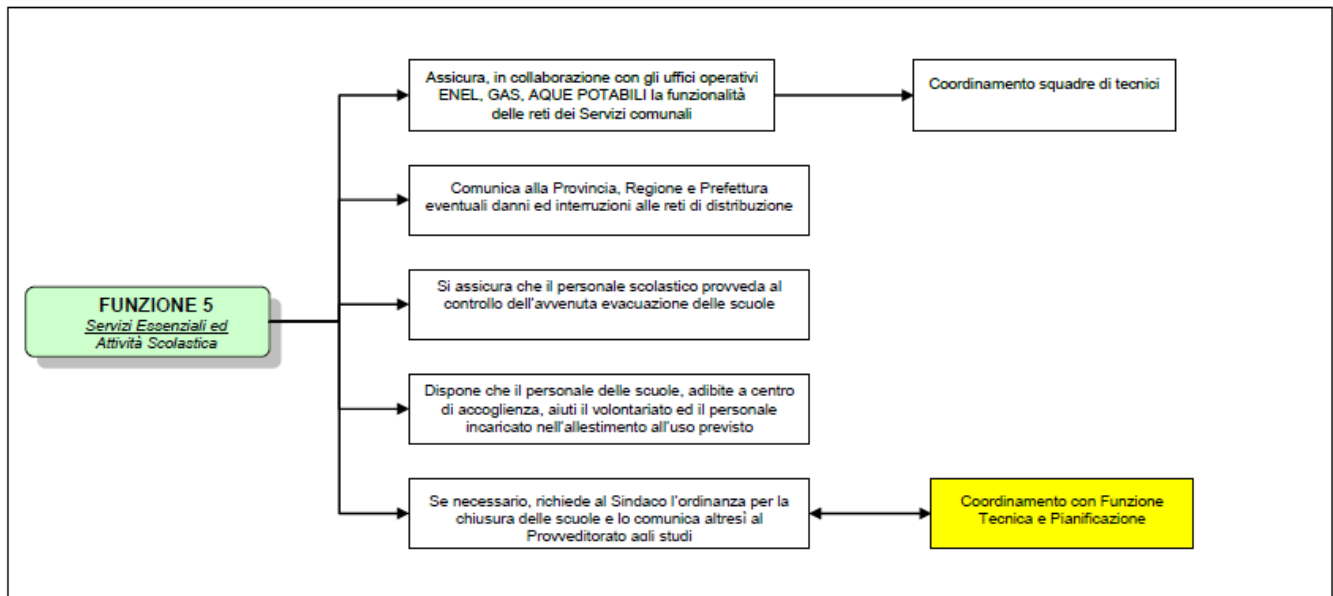 Assicura, in collaborazione con gli uffici operativi
ENEL, GAS, AQUE POTABILI la funzionalità
delle reti dei Servizi comunali
Coordinamento squadre di tecnici
Comunica alla Provincia, Regione e Prefettura
eventuali danni ed interruzioni alle reti di distribuzione
FUNZIONE 5
Servizi Essenziali ed
Attività Scolastica
Si assicura che il personale scolastico provveda al
controllo dell'avvenuta evacuazione delle scuole
Dispone che il personale delle scuole, adibite a centro
di accoglienza, aiuti il volontariato ed il personale
incaricato nell'allestimento all'uso previsto
Se necessario, richiede al Sindaco l'ordinanza per la
chiusura delle scuole e lo comunica altresì al
Provveditorato agli studi
Coordinamento con Funzione
Tecnica e Pianificazione